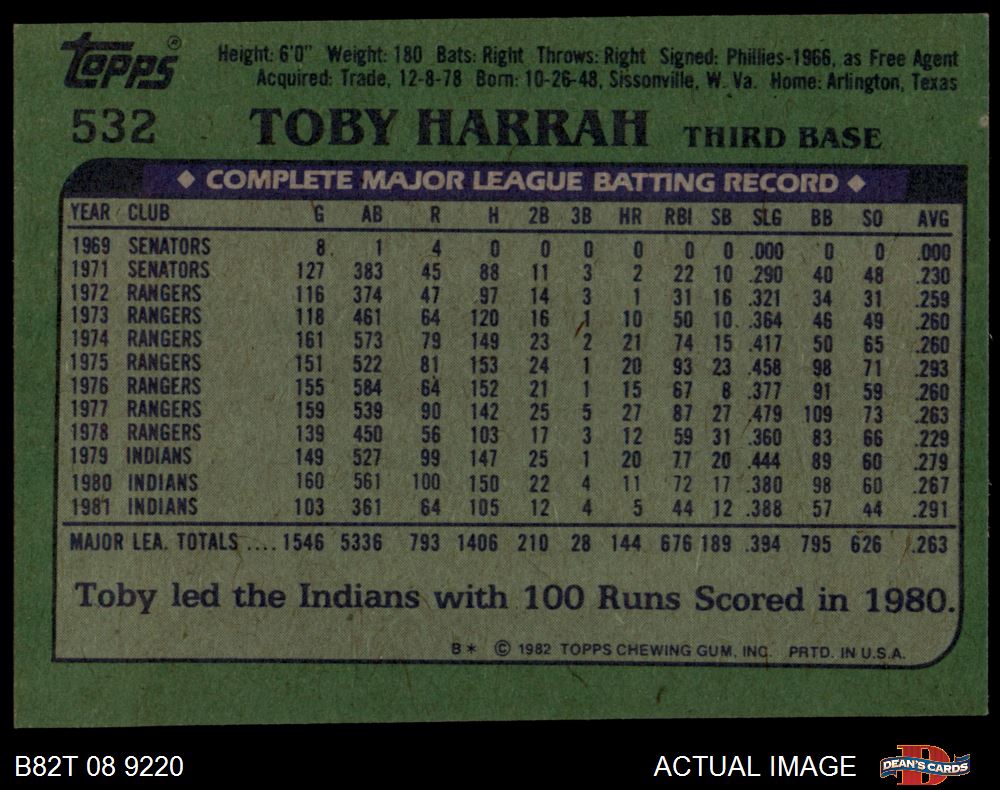 Topps® Height: 6'0" Weight: 180 Bats: Right Throws: Right Signed: Phillies-1966, as Free Agent
Acquired: Trade, 12-8-78 Born: 10-26-48, Sissonville, W. Va. Home: Arlington, Texas
532 TOBY HARRAH THIRD BASE
◆ COMPLETE MAJOR LEAGUE BATTING RECORD ◆
YEAR CLUB G AB R H 2B 3B HR RBI SB SLG BB SO AVG
1969 SENATORS 8 1 4 0 0 0 0 0 0 .000 0 0 .000
1971 SENATORS 127 383 45 88 11 3 2 22 10 .290 40 48 .230
1972 RANGERS 116 374 47 97 14 3 1 31 16 .321 34 31 .259
1973 RANGERS 118 461 64 120 16 1 10 50 10 .364 46 49 .260
1974 RANGERS 161 573 79 149 23 2 21 74 15 .417 50 65 .260
1975 RANGERS 151 522 81 153 24 1 20 93 23 .458 98 71 .293
1976 RANGERS 155 584 64 152 21 1 15 67 8 .377 91 59 .260
1977 RANGERS 159 539 90 142 25 5 27 87 27 .479 109 73 .263
1978 RANGERS 139 450 56 103 17 3 12 59 31 .360 83 66 .229
1979 INDIANS 149 527 99 147 25 1 20 77 20 .444 89 60 .279
1980 INDIANS 160 561 100 150 22 4 11 72 17 .380 98 60 .267
1981 INDIANS 103 361 64 105 12 4 5 44 12 .388 57 44 .291
MAJOR LEA. TOTALS .... 1546 5336 793 1406 210 28 144 676 189 .394 795 626 .263
Toby led the Indians with 100 Runs Scored in 1980.
B* © 1982 TOPPS CHEWING GUM, INC. PRTD. IN U.S.A.
B82T 08 9220 ACTUAL IMAGE DEAN'S CARDS